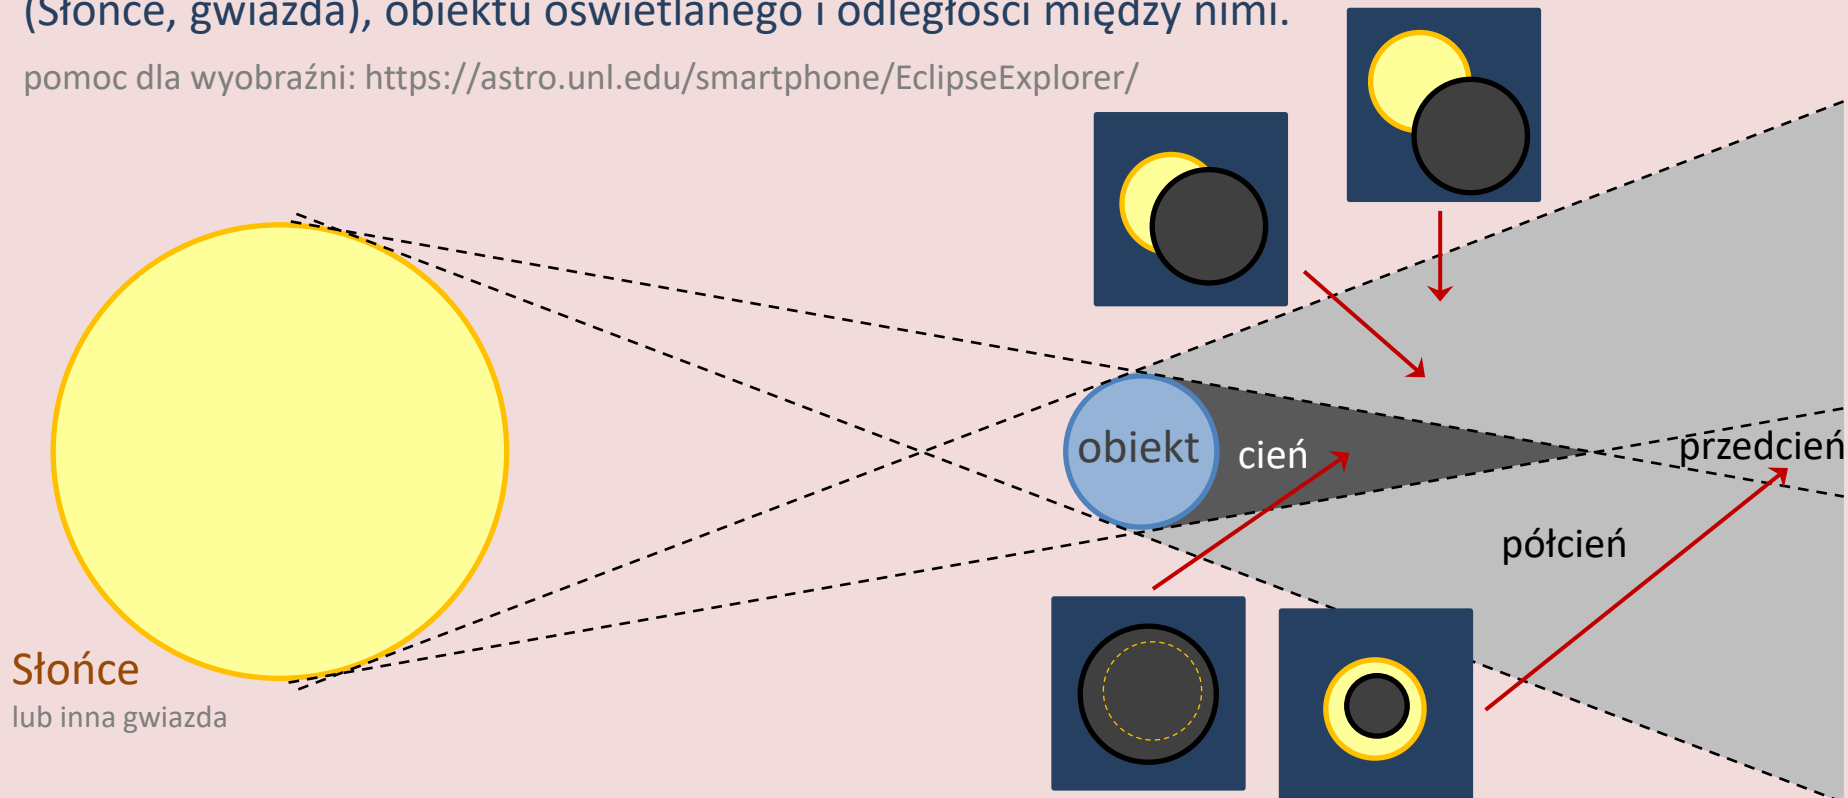 (Słońce, gwiazda), obiektu oświetlanego i odległości między nimi.
pomoc dla wyobraźni: https://astro.unl.edu/smartphone/EclipseExplorer/
obiekt
cień
przedcień
półcień
Słońce
lub inna gwiazda